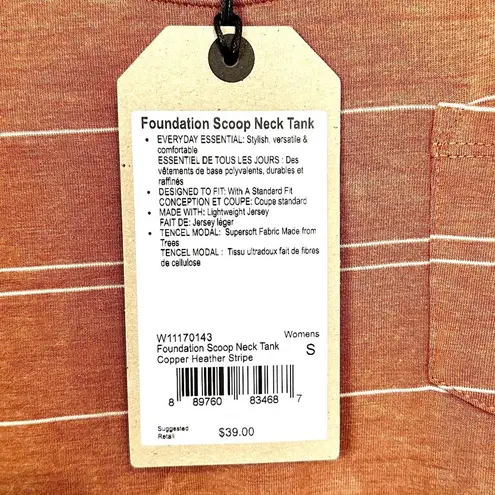 Foundation Scoop Neck Tank
• EVERYDAY ESSENTIAL: Stylish, versatile &
comfortable
ESSENTIEL DE TOUS LES JOURS : Des
vêtements de base polyvalents, durables et
raffinés
• DESIGNED TO FIT: With A Standard Fit
CONCEPTION ET COUPE: Coupe standard
• MADE WITH: Lightweight Jersey
FAIT DE: Jersey léger
• TENCEL MODAL: Supersoft Fabric Made from
Trees
TENCEL MODAL : Tissu ultradoux fait de fibres
de cellulose
W11170143 Womens
Foundation Scoop Neck Tank S
Copper Heather Stripe
8 89760 83468 7
Suggested
Retail $39.00